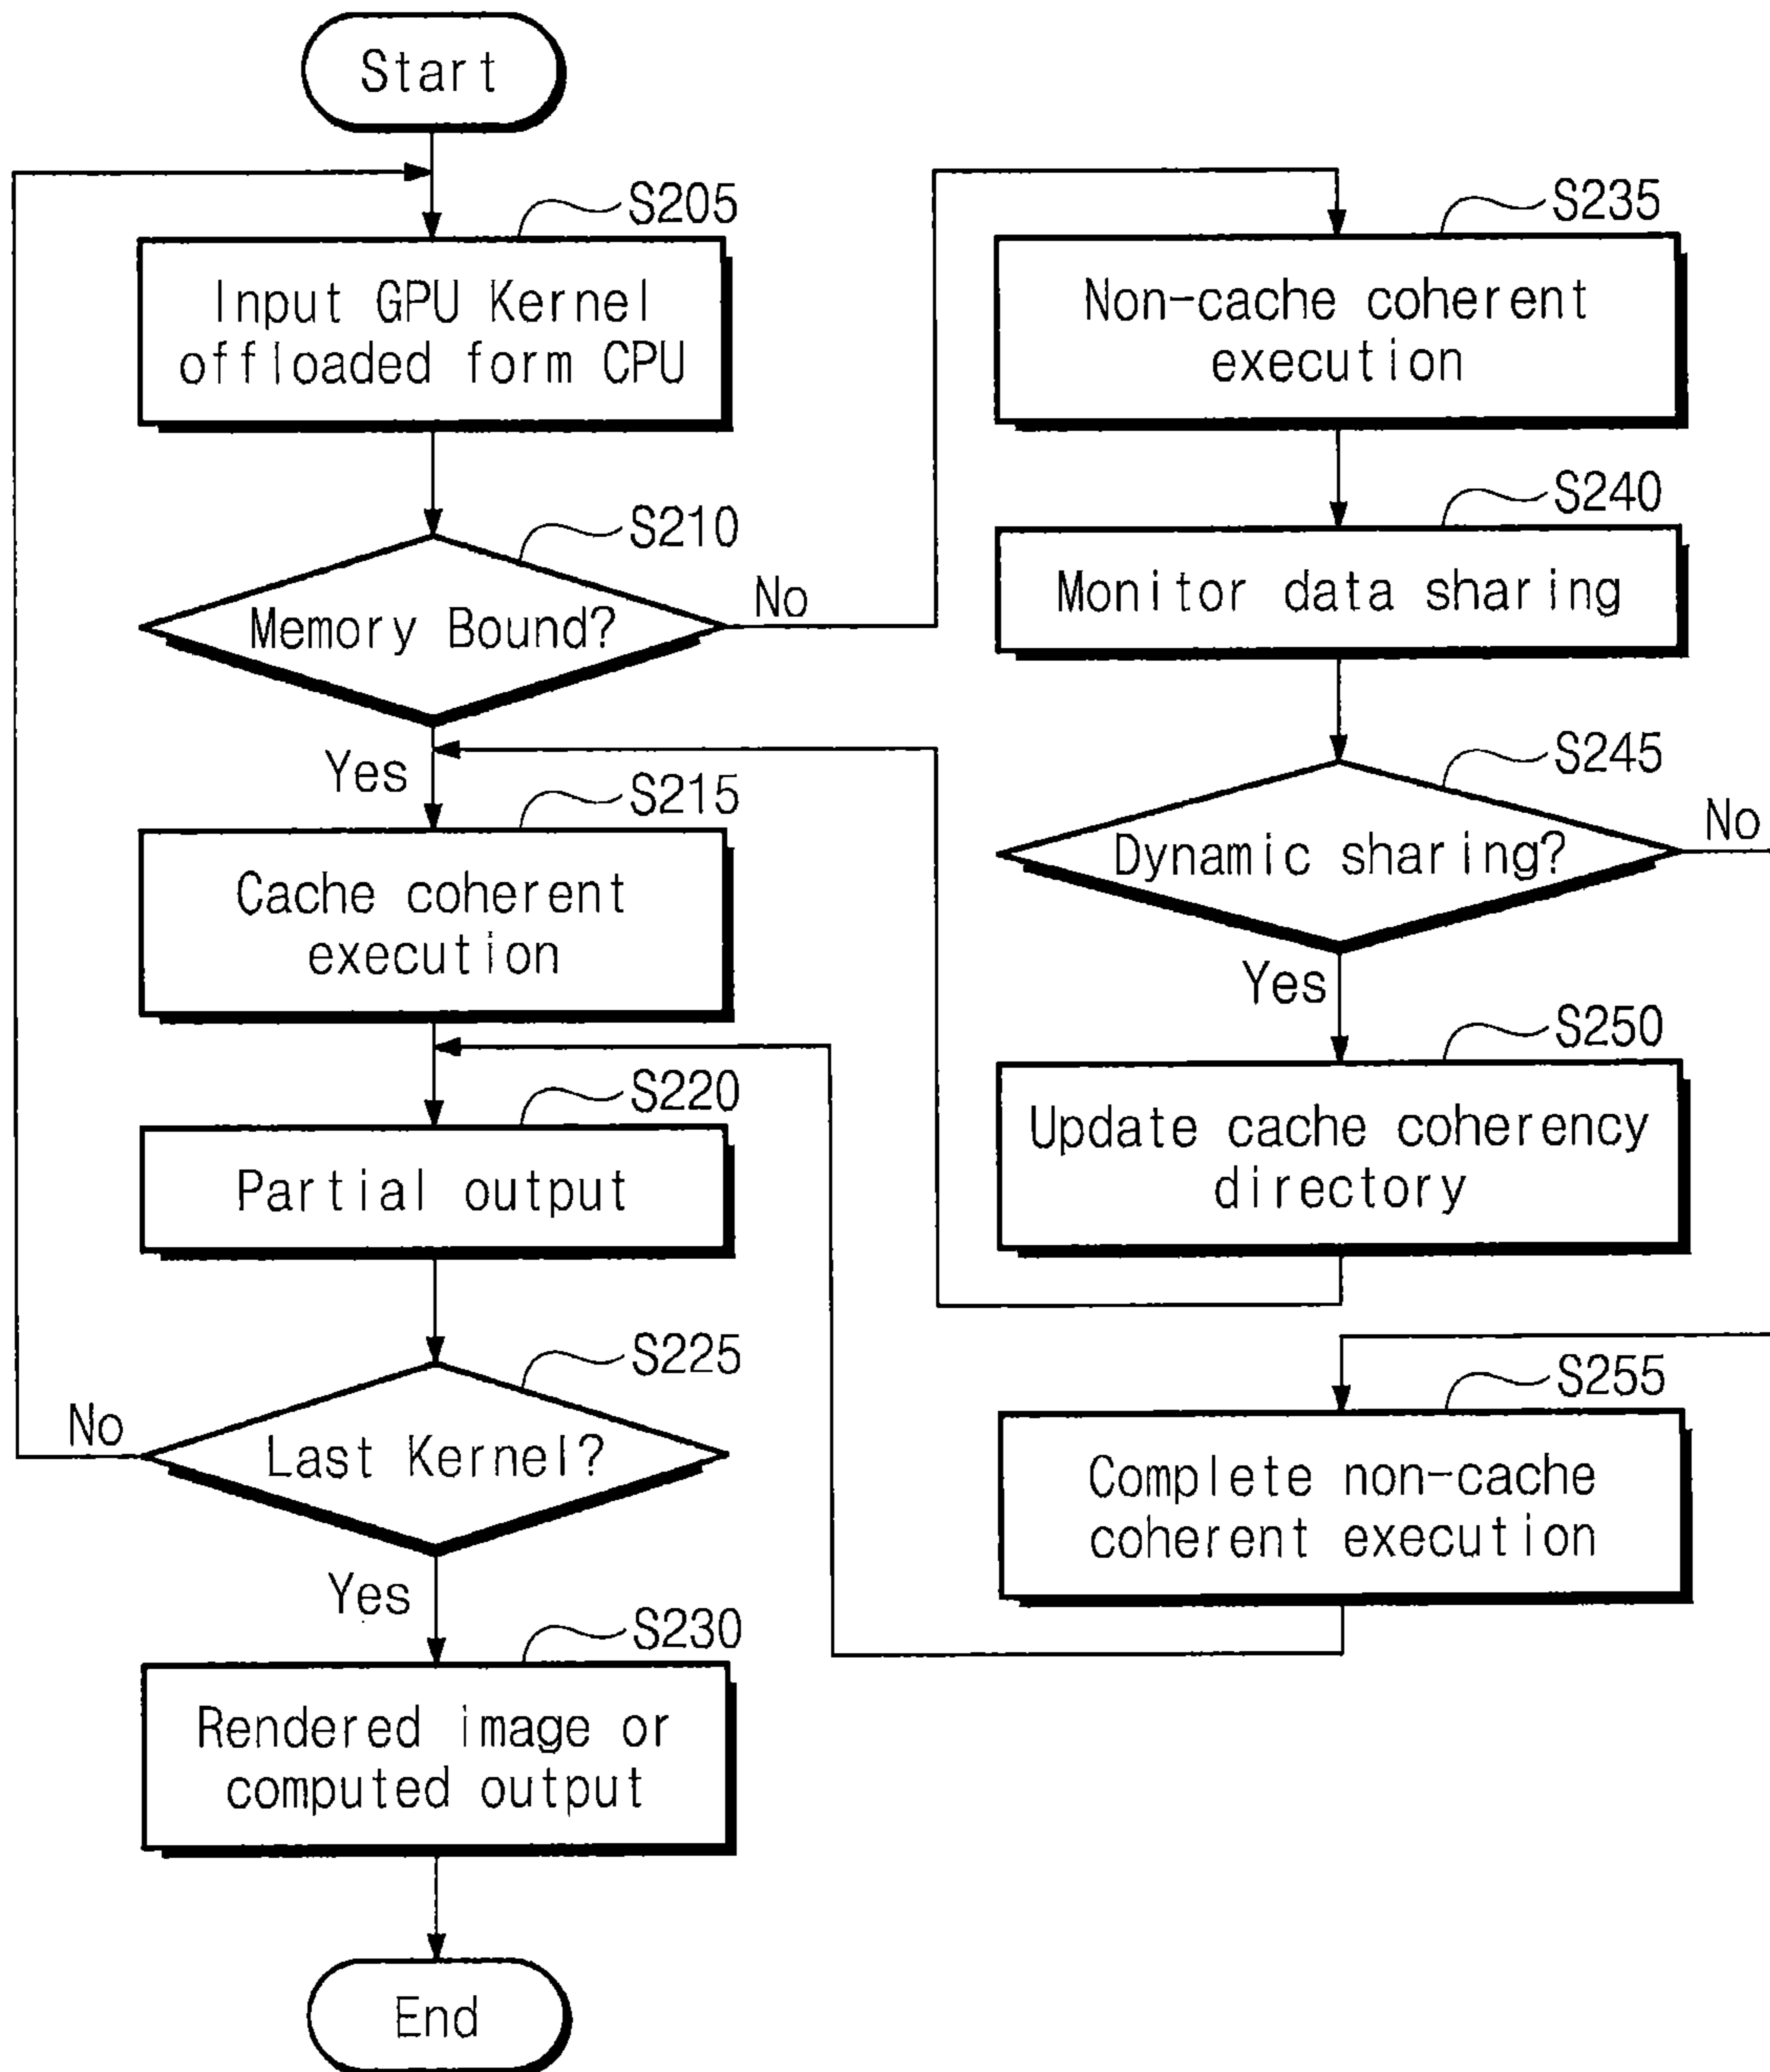 Start
S205
Input GPU Kernel
offloaded form CPU
S210
Memory Bound?
No
Yes
S215
Cache coherent
execution
S220
Partial output
S225
No
Last Kernel?
Yes
S230
Rendered image or
computed output
End
S235
Non-cache coherent
execution
S240
Monitor data sharing
S245
No
Dynamic sharing?
Yes
S250
Update cache coherency
directory
S255
Complete non-cache
coherent execution